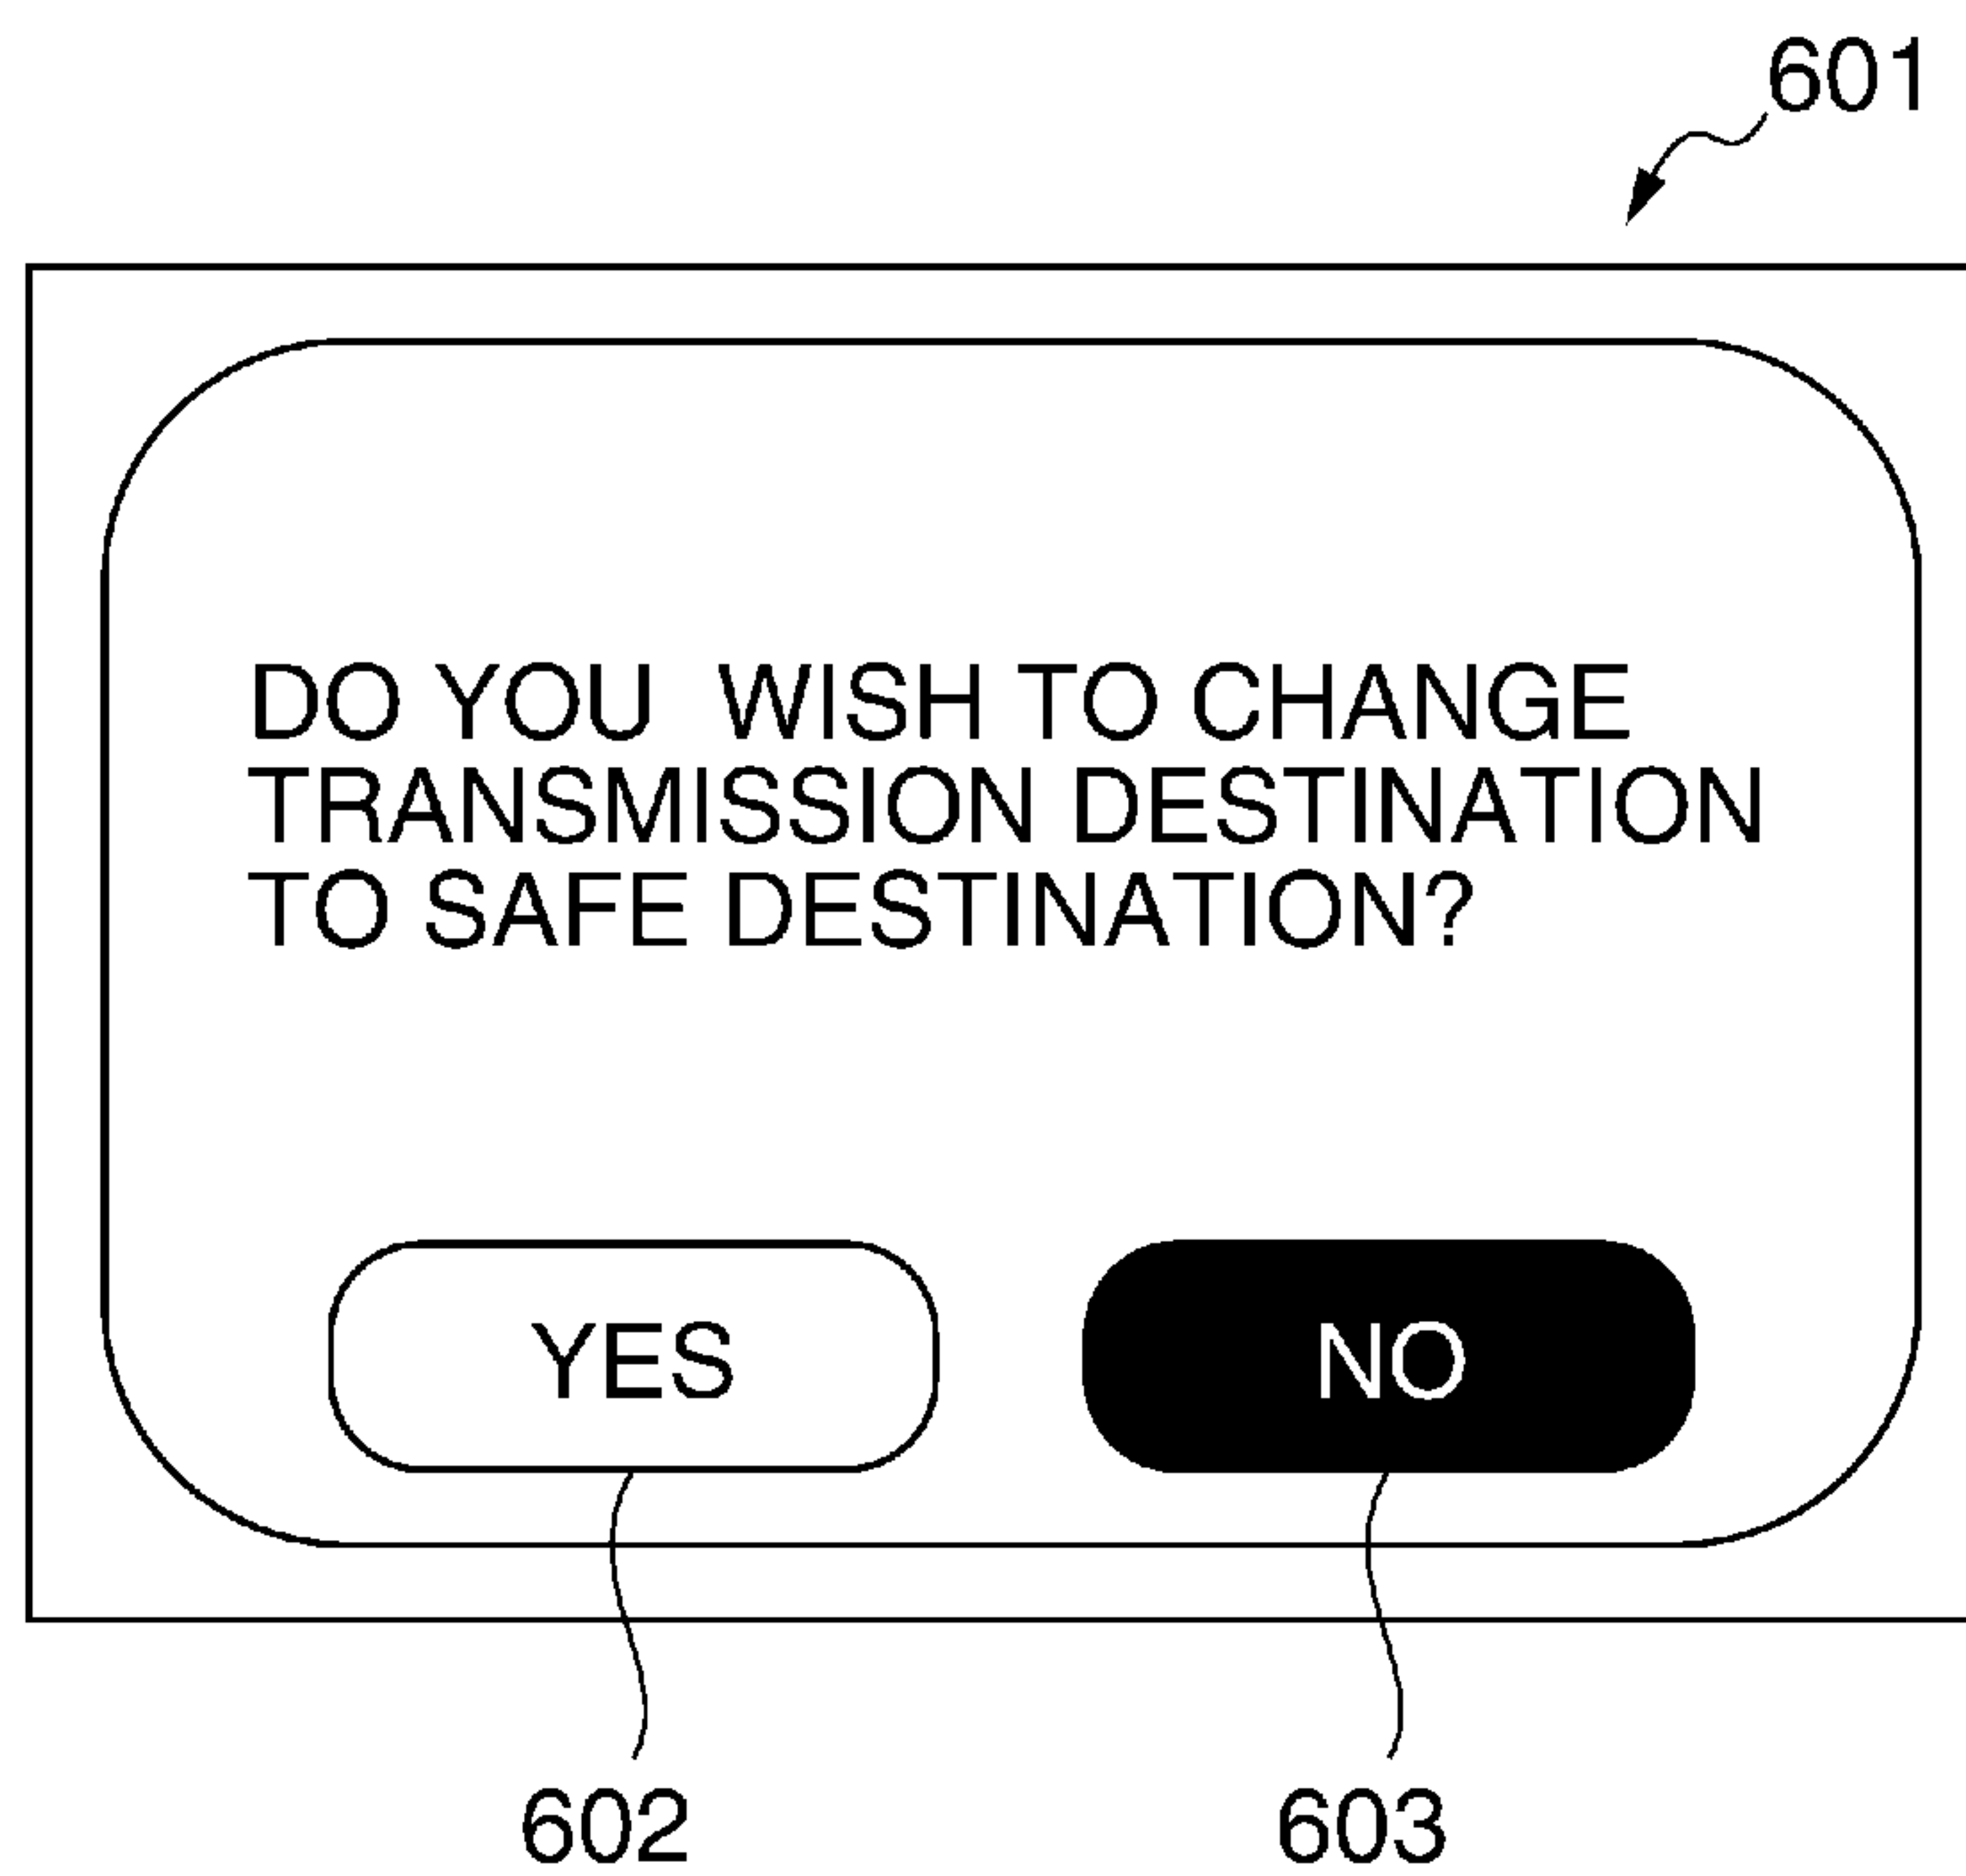 601
DO YOU WISH TO CHANGE
TRANSMISSION DESTINATION
TO SAFE DESTINATION?
YES NO
602 603